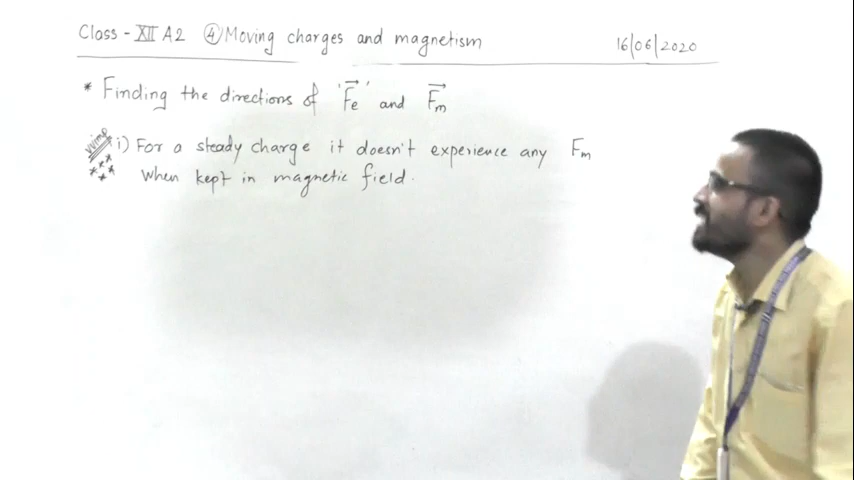 Class - XII A2 ④ Moving charges and magnetism 16/06/2020
* Finding the directions of 'F⃗e' and F⃗m
VVimp i) For a steady charge it doesn't experience any Fm
when kept in magnetic field.